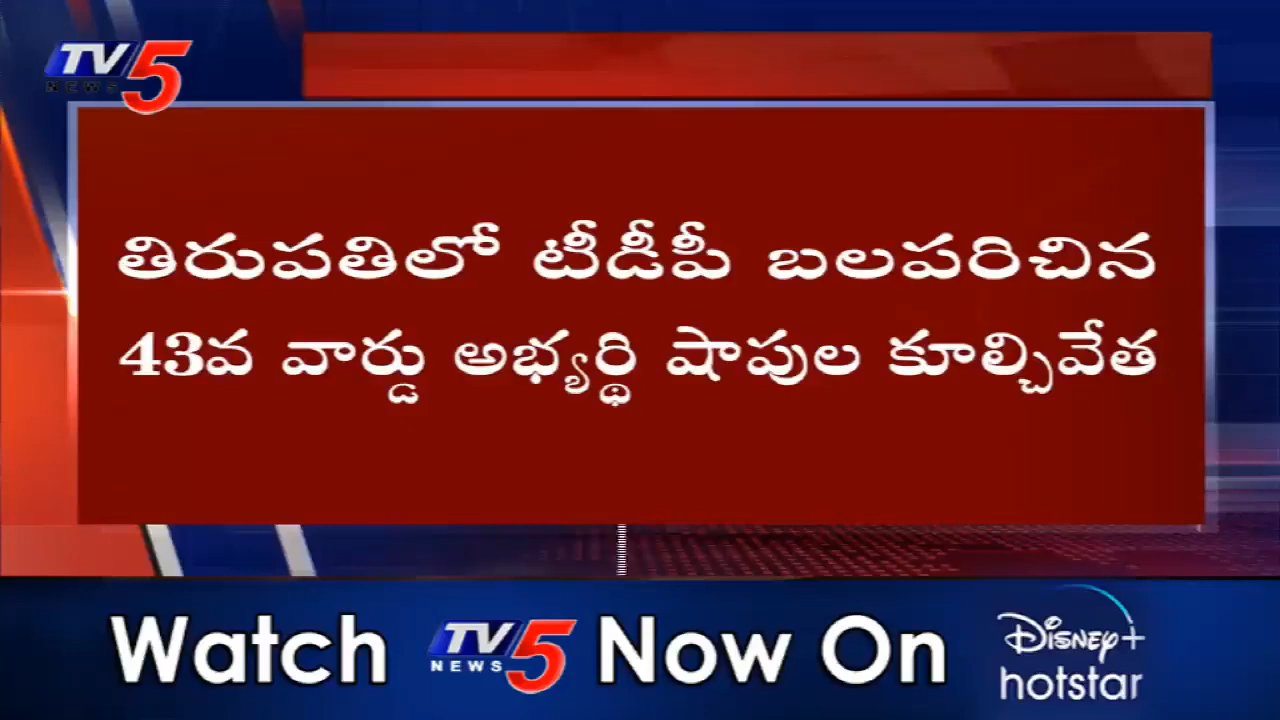 TV5
NEWS
తిరుపతిలో టీడీపీ బలపరిచిన
43వ వార్డు అభ్యర్థి షాపుల కూల్చివేత
Watch TV5 NEWS Now On Disney+ hotstar